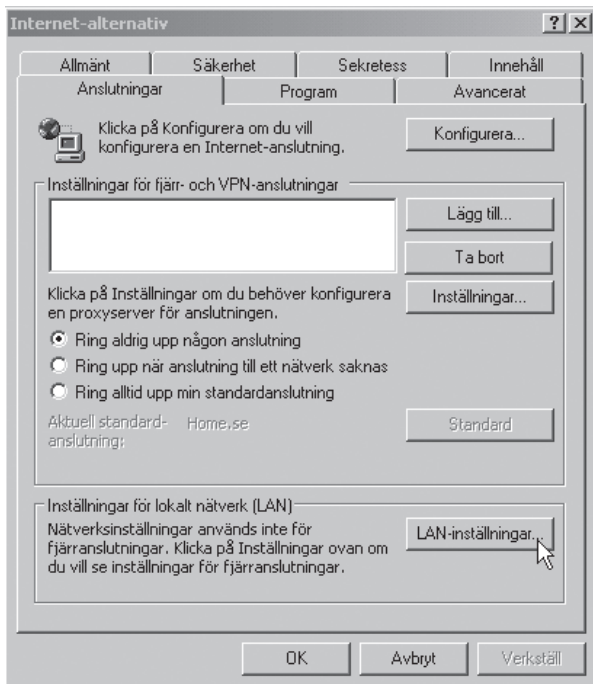 Internet-alternativ
Allmänt
Säkerhet
Sekretess
Innehåll
Anslutningar
Program
Avancerat
Klicka på Konfigurera om du vill
konfigurera en Internet-anslutning.
Konfigurera...
Inställningar för fjärr- och VPN-anslutningar
Lägg till...
Ta bort
Klicka på Inställningar om du behöver konfigurera
en proxyserver för anslutningen.
Inställningar...
Ring aldrig upp någon anslutning
Ring upp när anslutning till ett nätverk saknas
Ring alltid upp min standardanslutning
Aktuell standard-
anslutning:
Home.se
Standard
Inställningar för lokalt nätverk (LAN)
Nätverksinställningar används inte för
fjärranslutningar. Klicka på Inställningar ovan om
du vill se inställningar för fjärranslutningar.
LAN-inställningar...
OK
Avbryt
Verkställ